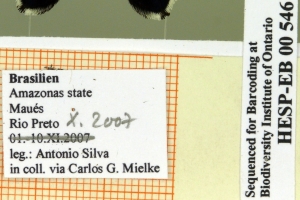 Brasilien
Amazonas state
Maués
Rio Preto X. 2007
01.-10.XI.2007
leg.: Antonio Silva
in coll. via Carlos G. Mielke
Sequenced for Barcoding at
Biodiversity Institute of Ontario
HESP-EB 00 546